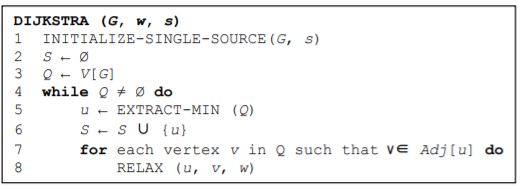 DIJKSTRA (G, w, s)
1 INITIALIZE-SINGLE-SOURCE(G, s)
2 S ← Ø
3 Q ← V[G]
4 while Q ≠ Ø do
5 u ← EXTRACT-MIN (Q)
6 S ← S ∪ {u}
7 for each vertex v in Q such that v∈ Adj[u] do
8 RELAX (u, v, w)